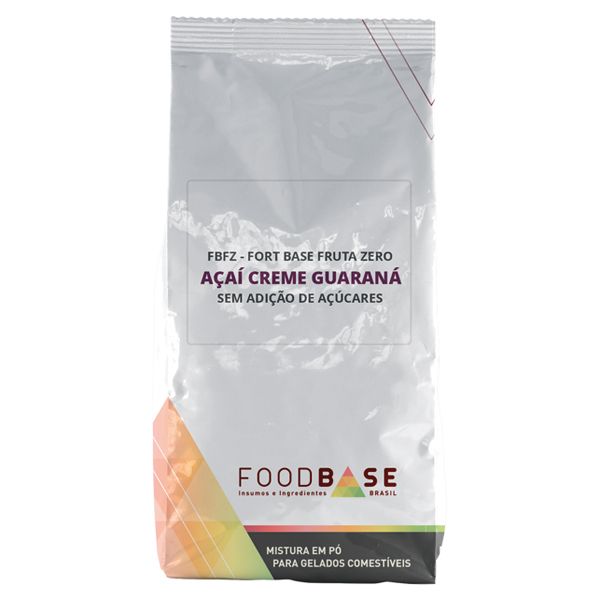 FBFZ - FORT BASE FRUTA ZERO
AÇAÍ CREME GUARANÁ
SEM ADIÇÃO DE AÇÚCARES
FOODBASE
Insumos e Ingredientes BRASIL
MISTURA EM PÓ
PARA GELADOS COMESTÍVEIS